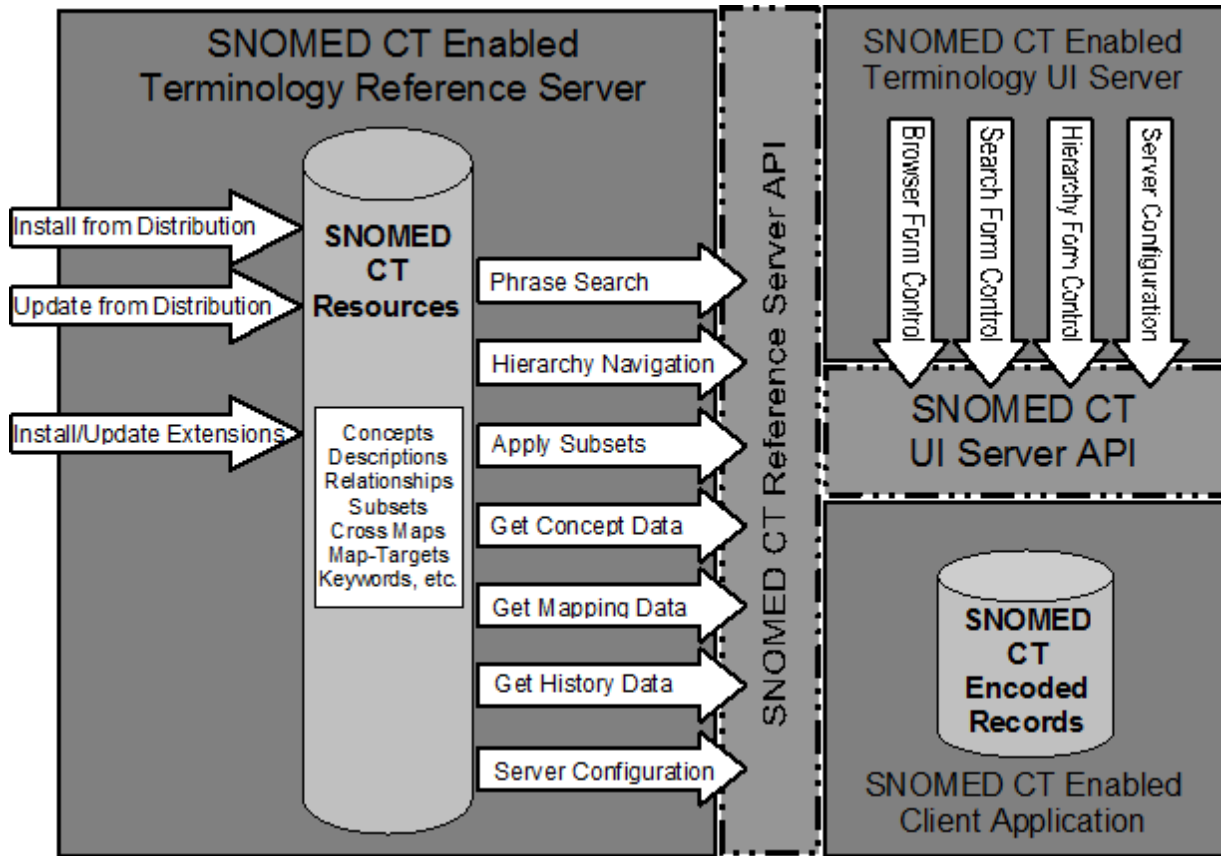 SNOMED CT Enabled
Terminology Reference Server
Install from Distribution
Update from Distribution
Install/Update Extensions
SNOMED
CT
Resources
Concepts
Descriptions
Relationships
Subsets
Cross Maps
Map-Targets
Keywords, etc.
Phrase Search
Hierarchy Navigation
Apply Subsets
Get Concept Data
Get Mapping Data
Get History Data
Server Configuration
SNOMED CT Reference Server API
SNOMED CT Enabled
Terminology UI Server
Browser Form Control
Search Form Control
Hierarchy Form Control
Server Configuration
SNOMED CT
UI Server API
SNOMED
CT
Encoded
Records
SNOMED CT Enabled
Client Application